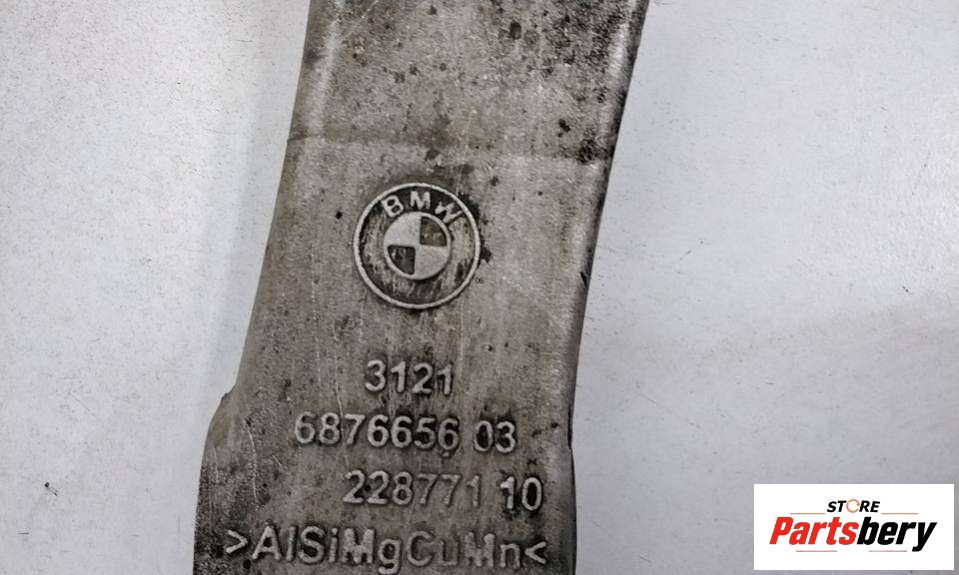 BMW
3121
6876656 03
228771 10
>AlSiMgCuMn<
STORE
Partsbery